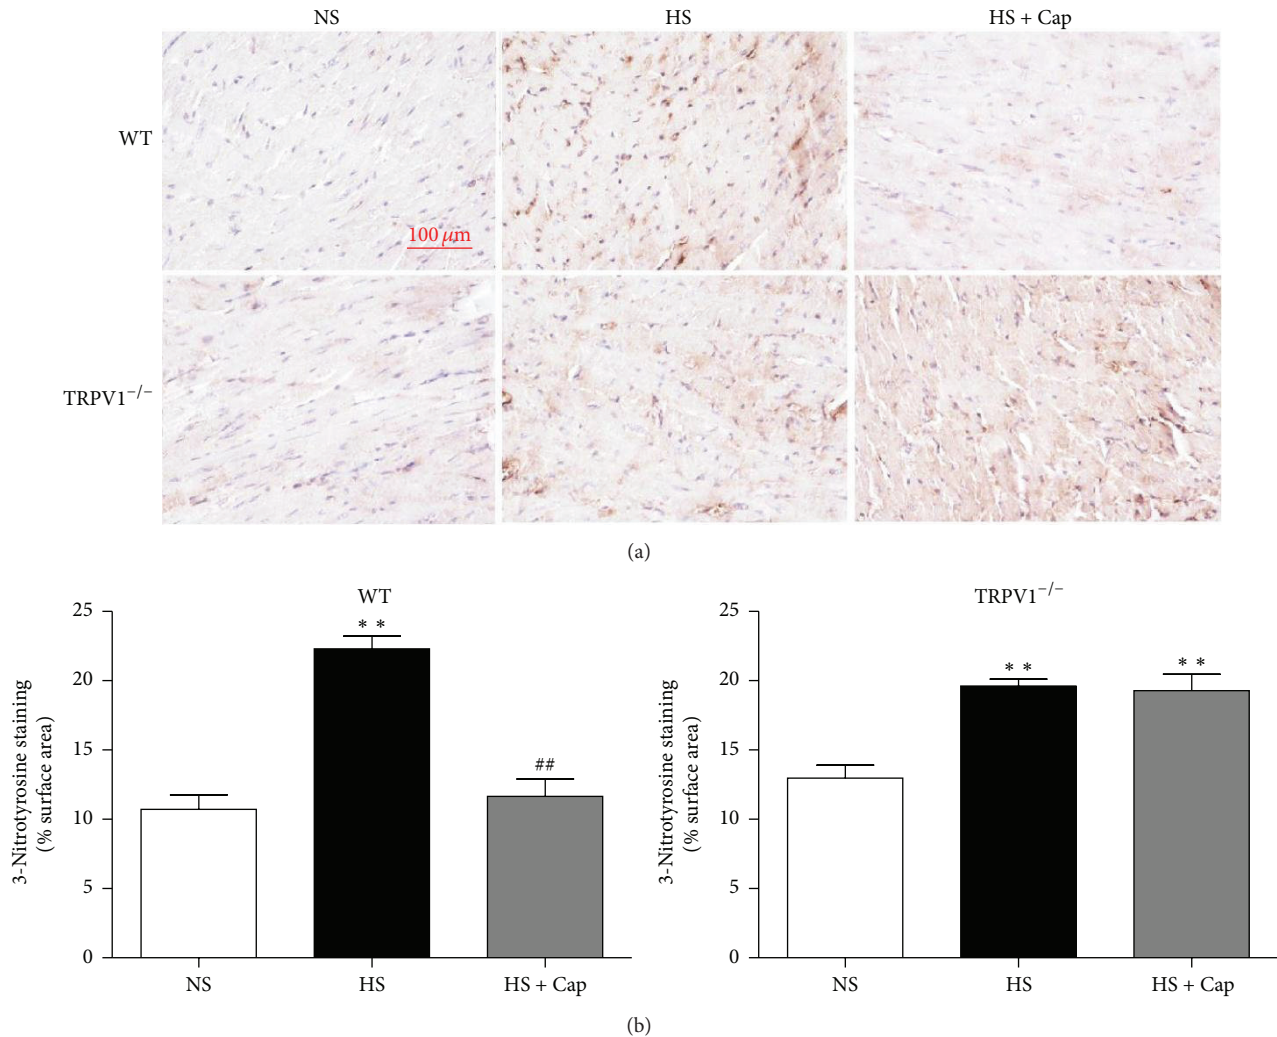 NS HS HS + Cap
WT
100 μm
TRPV1−/−
(a)
WT
25
20
15
10
5
0
3-Nitrotyrosine staining
(% surface area)
* *
##
NS HS HS + Cap
TRPV1−/−
25
20
15
10
5
0
3-Nitrotyrosine staining
(% surface area)
* * * *
NS HS HS + Cap
(b)